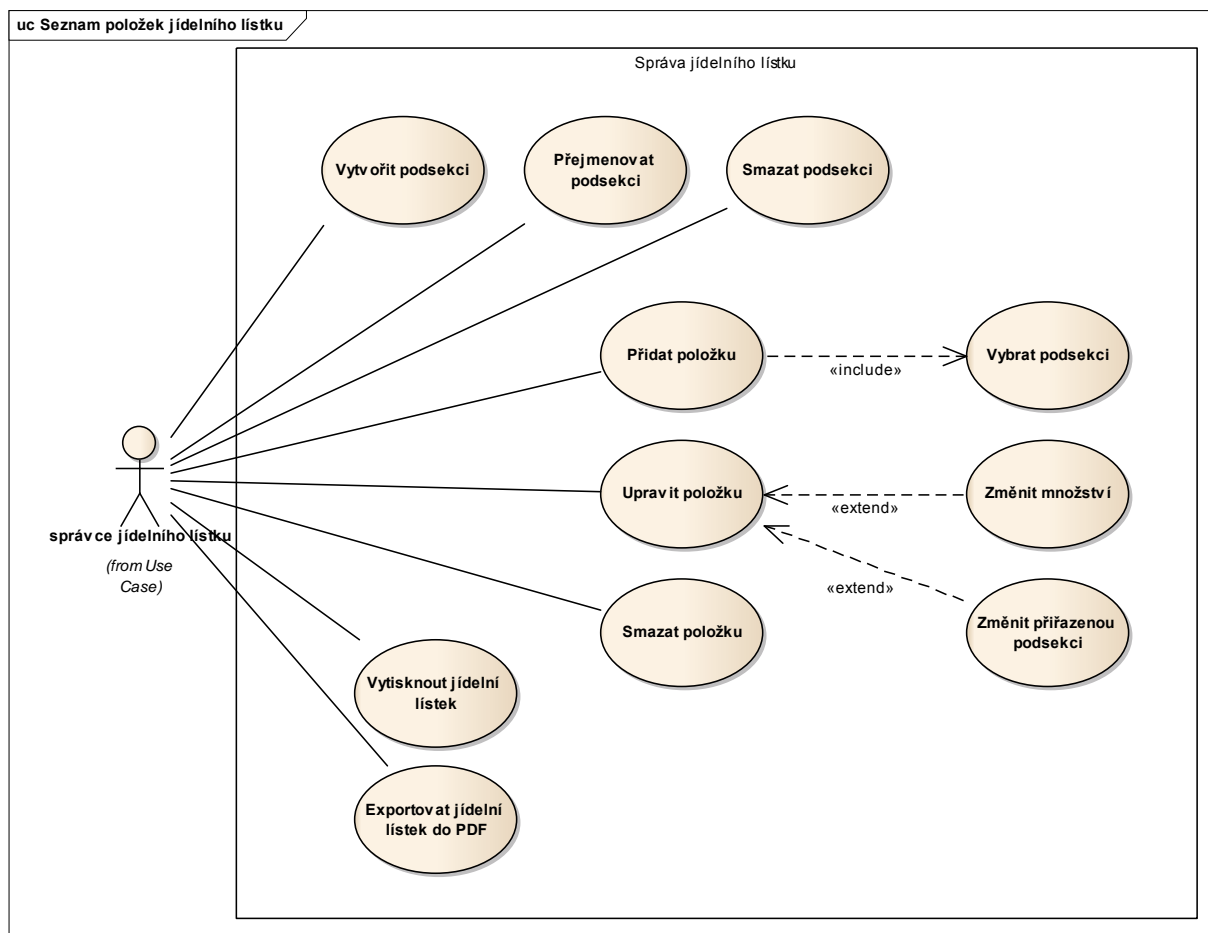 uc Seznam položek jídelního lístku
Správa jídelního lístku
Vytvořit podsekci
Přejmenovat
podsekci
Smazat podsekci
Přidat položku
«include»
Vybrat podsekci
Upravit položku
«extend»
Změnit množství
správce jídelního lístku
(from Use
Case)
«extend»
Smazat položku
Změnit přiřazenou
podsekci
Vytisknout jídelní
lístek
Exportovat jídelní
lístek do PDF